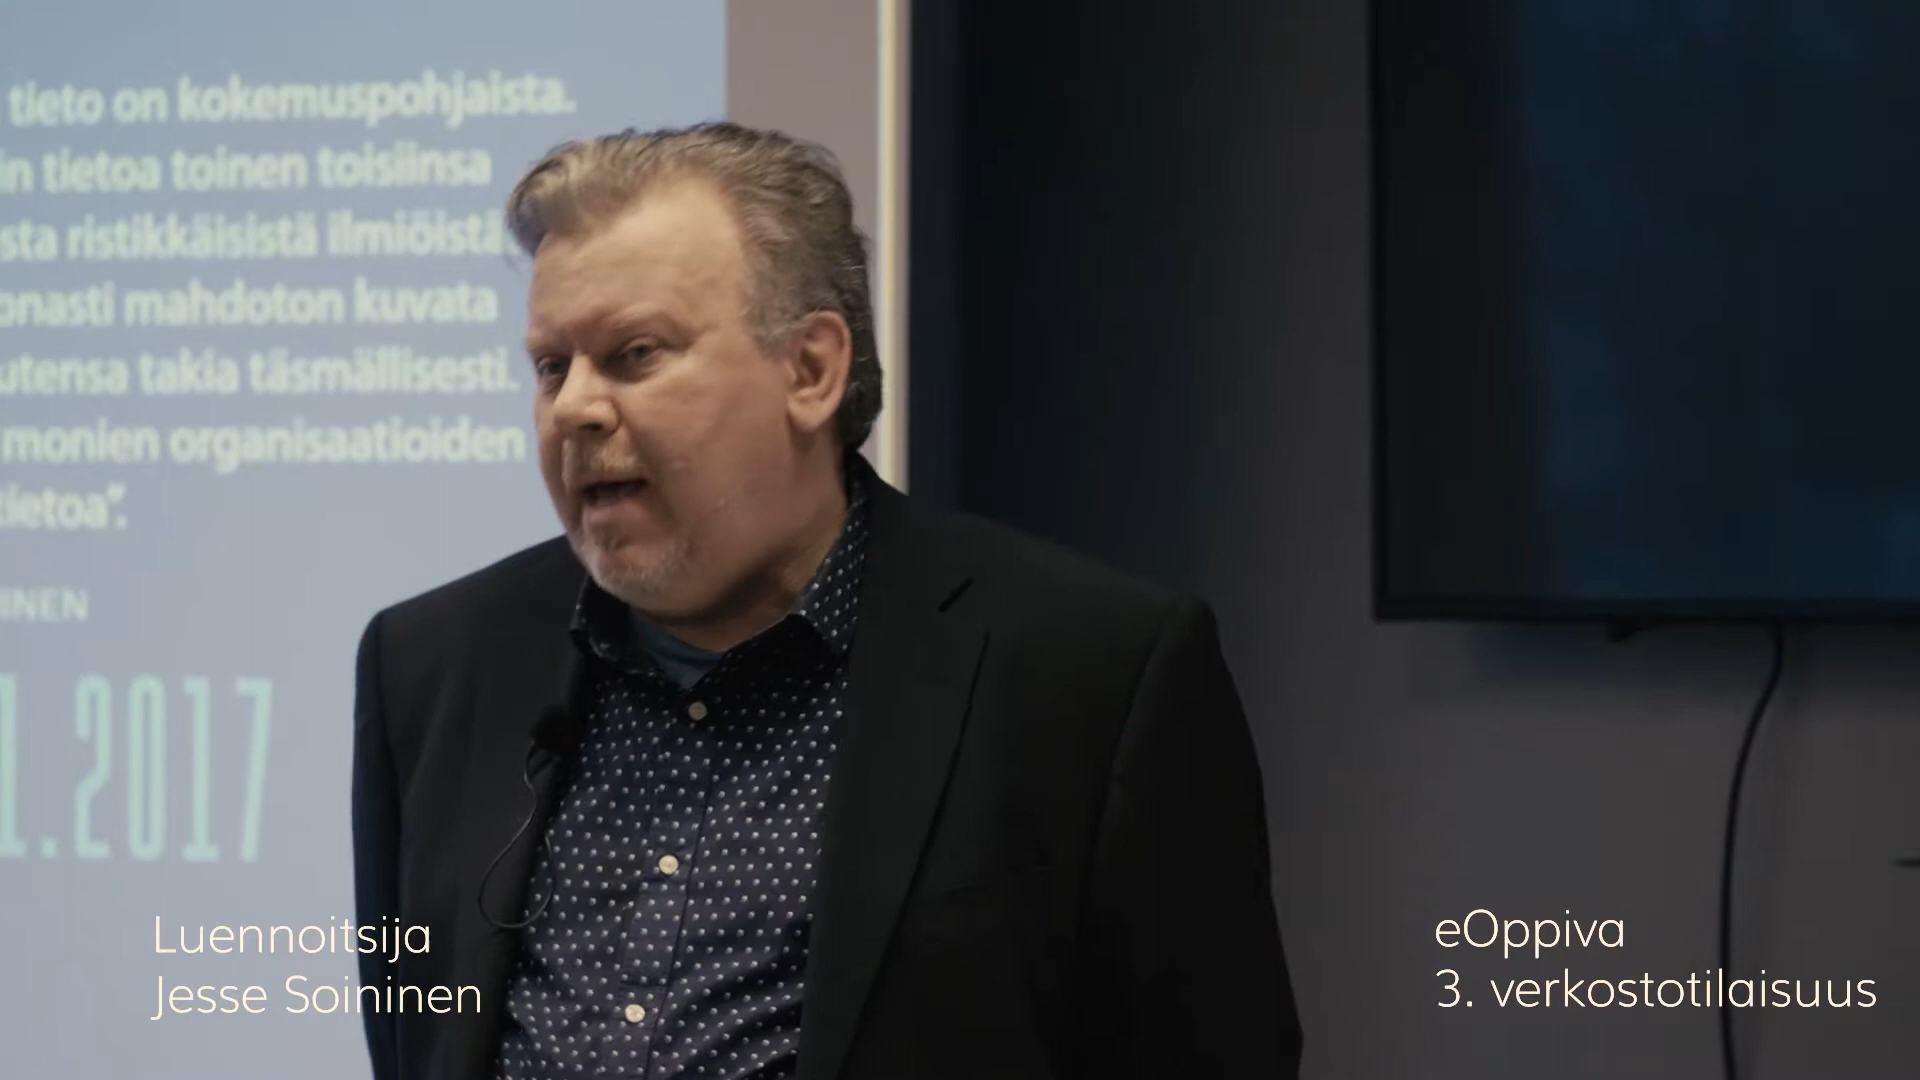 tieto on kokemuspohjaista.
in tietoa toinen toisiinsa
sta ristikkäisistä ilmiöistä
onasti mahdoton kuvata
utensa takia täsmällisesti.
monien organisaatioiden
tietoa”.
INEN
1.2017
Luennoitsija
Jesse Soininen
eOppiva
3. verkostotilaisuus